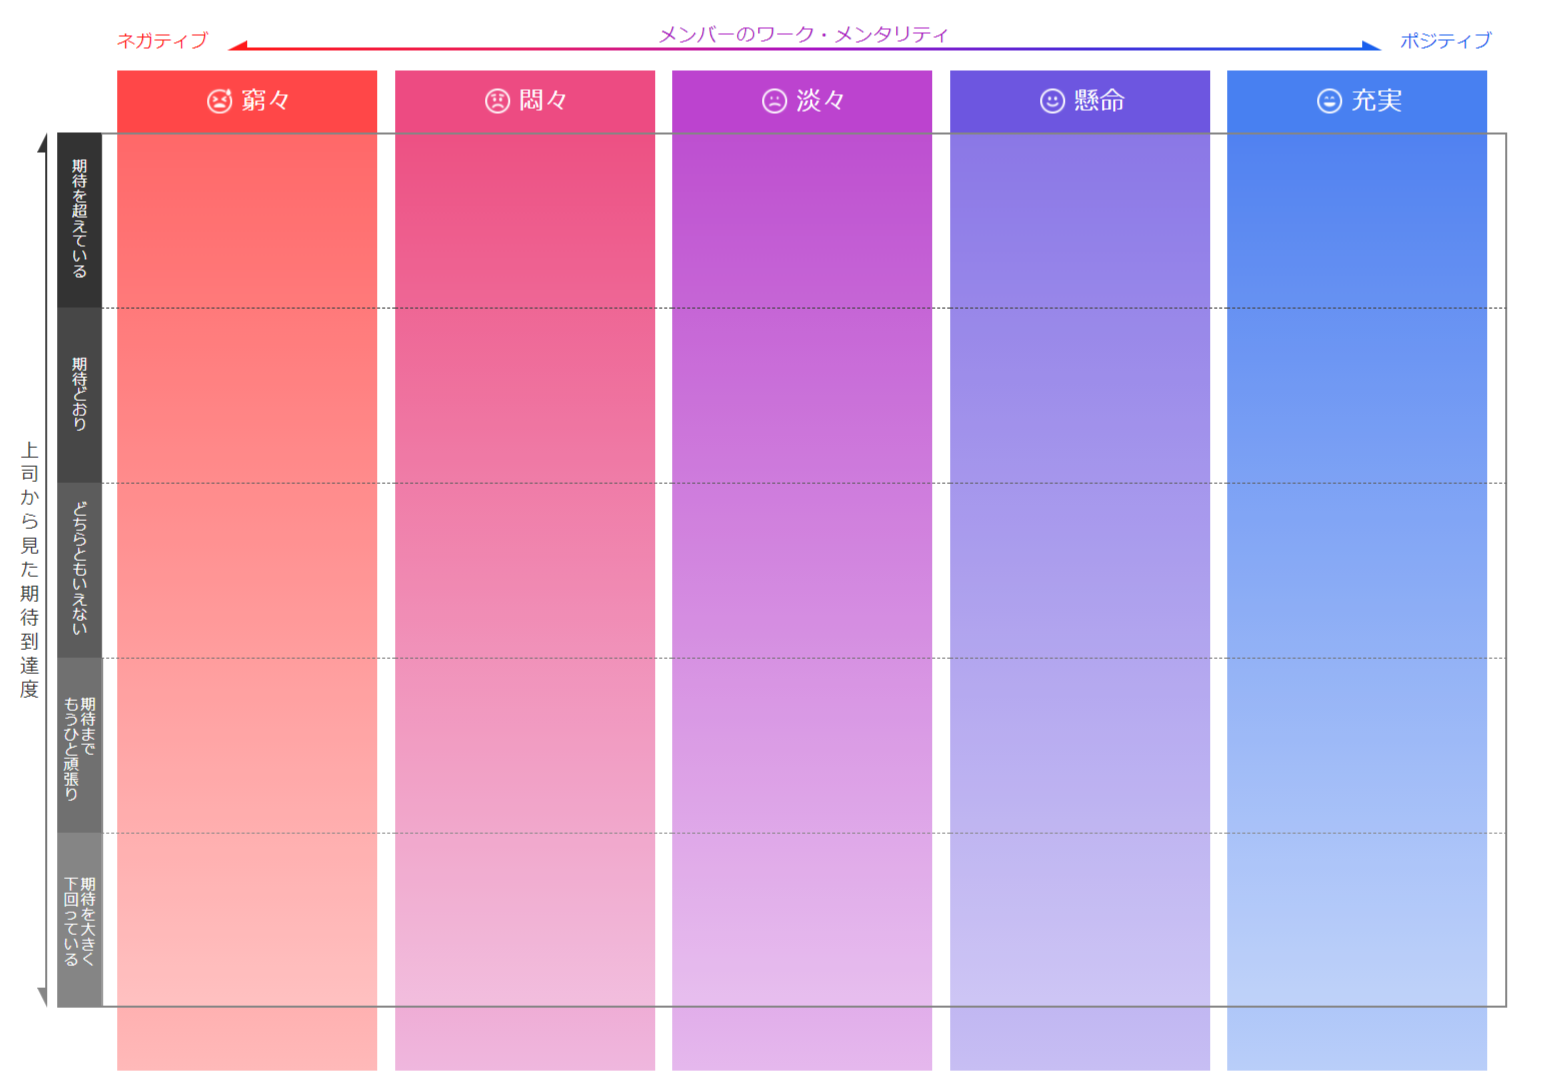 メンバーのワーク・メンタリティ
ネガティブ
ポジティブ
窮々
悶々
淡々
懸命
充実
上司から見た期待到達度
期待を超えている
期待どおり
どちらともいえない
期待まで
もうひと頑張り
期待を大きく
下回っている